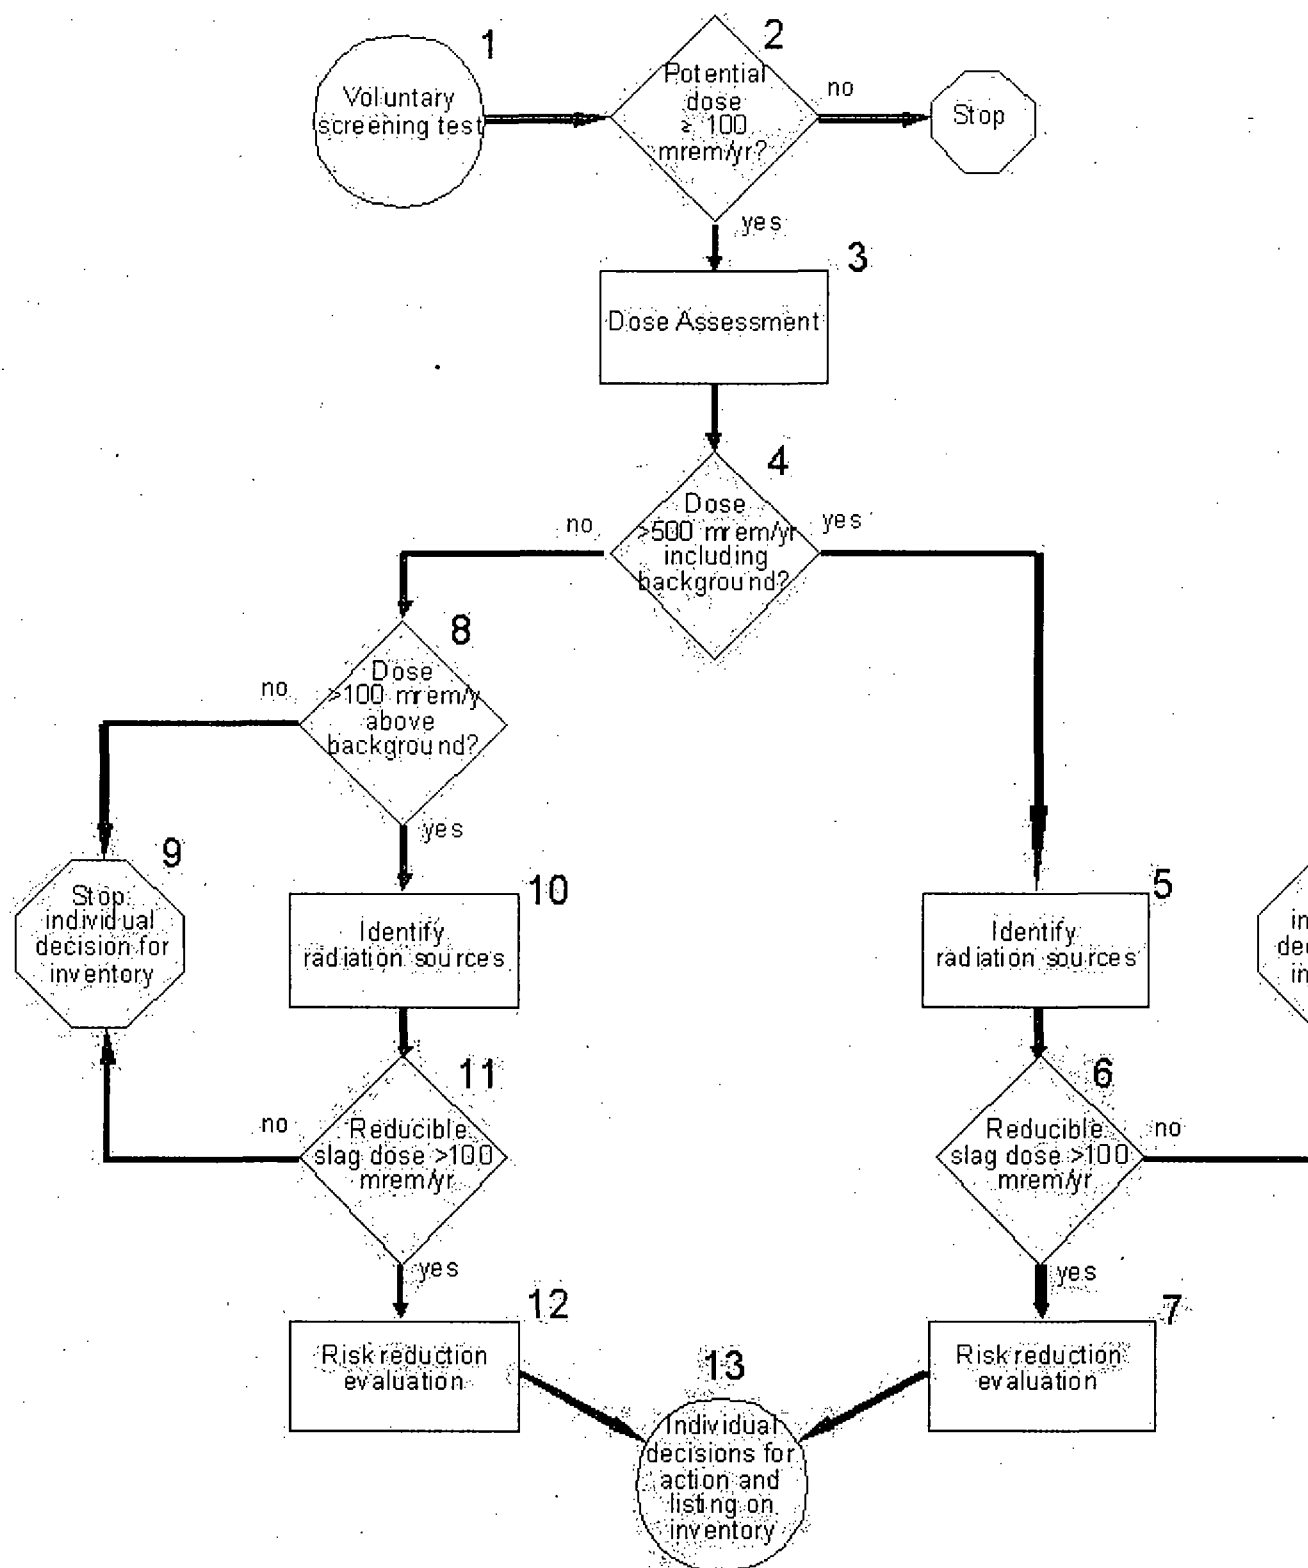 1
Voluntary
screening test
2
Potential
dose
≥ 100
mrem/yr?
no
Stop
yes
3
Dose Assessment
4
Dose
>500 mrem/yr
including
background?
no
yes
8
Dose
>100 mrem/y
above
background?
no
yes
9
Stop:
individual
decision for
inventory
10
Identify
radiation sources
5
Identify
radiation sources
in
dec
in
11
Reducible
slag dose >100
mrem/yr
no
yes
6
Reducible
slag dose >100
mrem/yr
no
yes
12
Risk reduction
evaluation
7
Risk reduction
evaluation
13
Individual
decisions for
action and
listing on
inventory